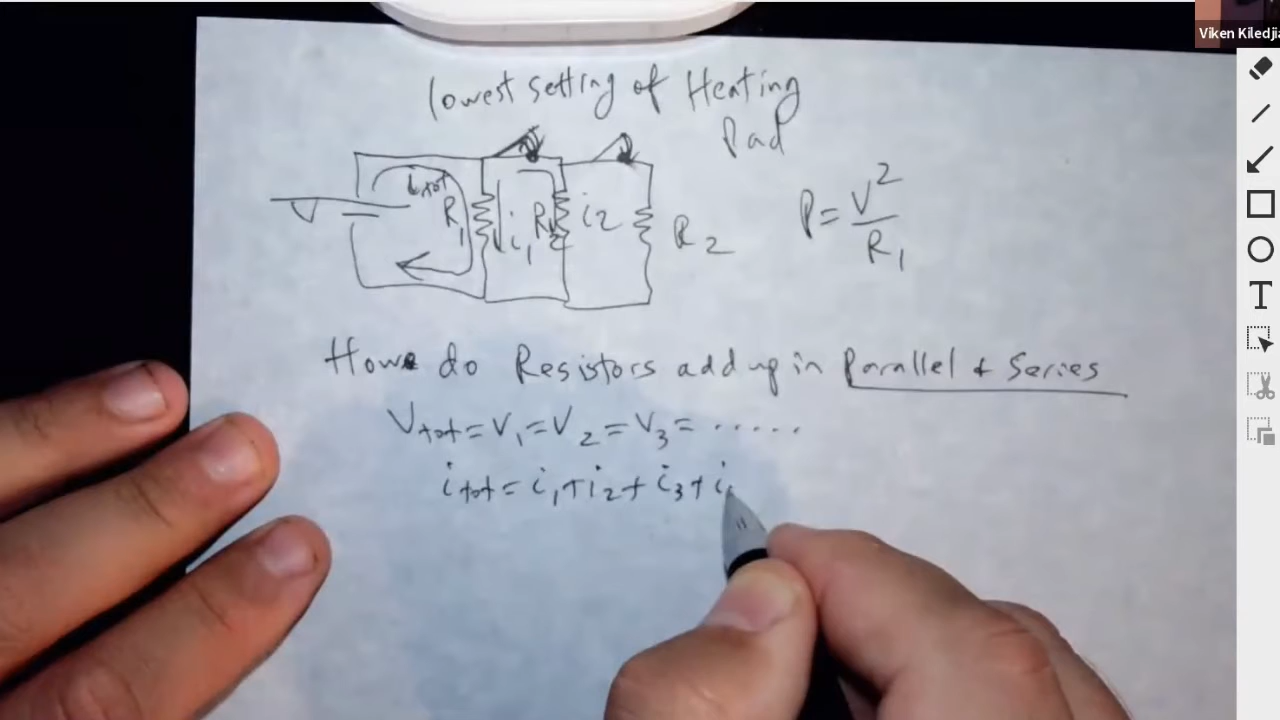 Viken Kiledji
lowest setting of Heating
Pad
i tot
V
R1
i1
R2
i2
R2
P = V²/R1
T
How do Resistors add up in Parallel & Series
Vtot = V1 = V2 = V3 = .....
itot = i1 + i2 + i3 + i